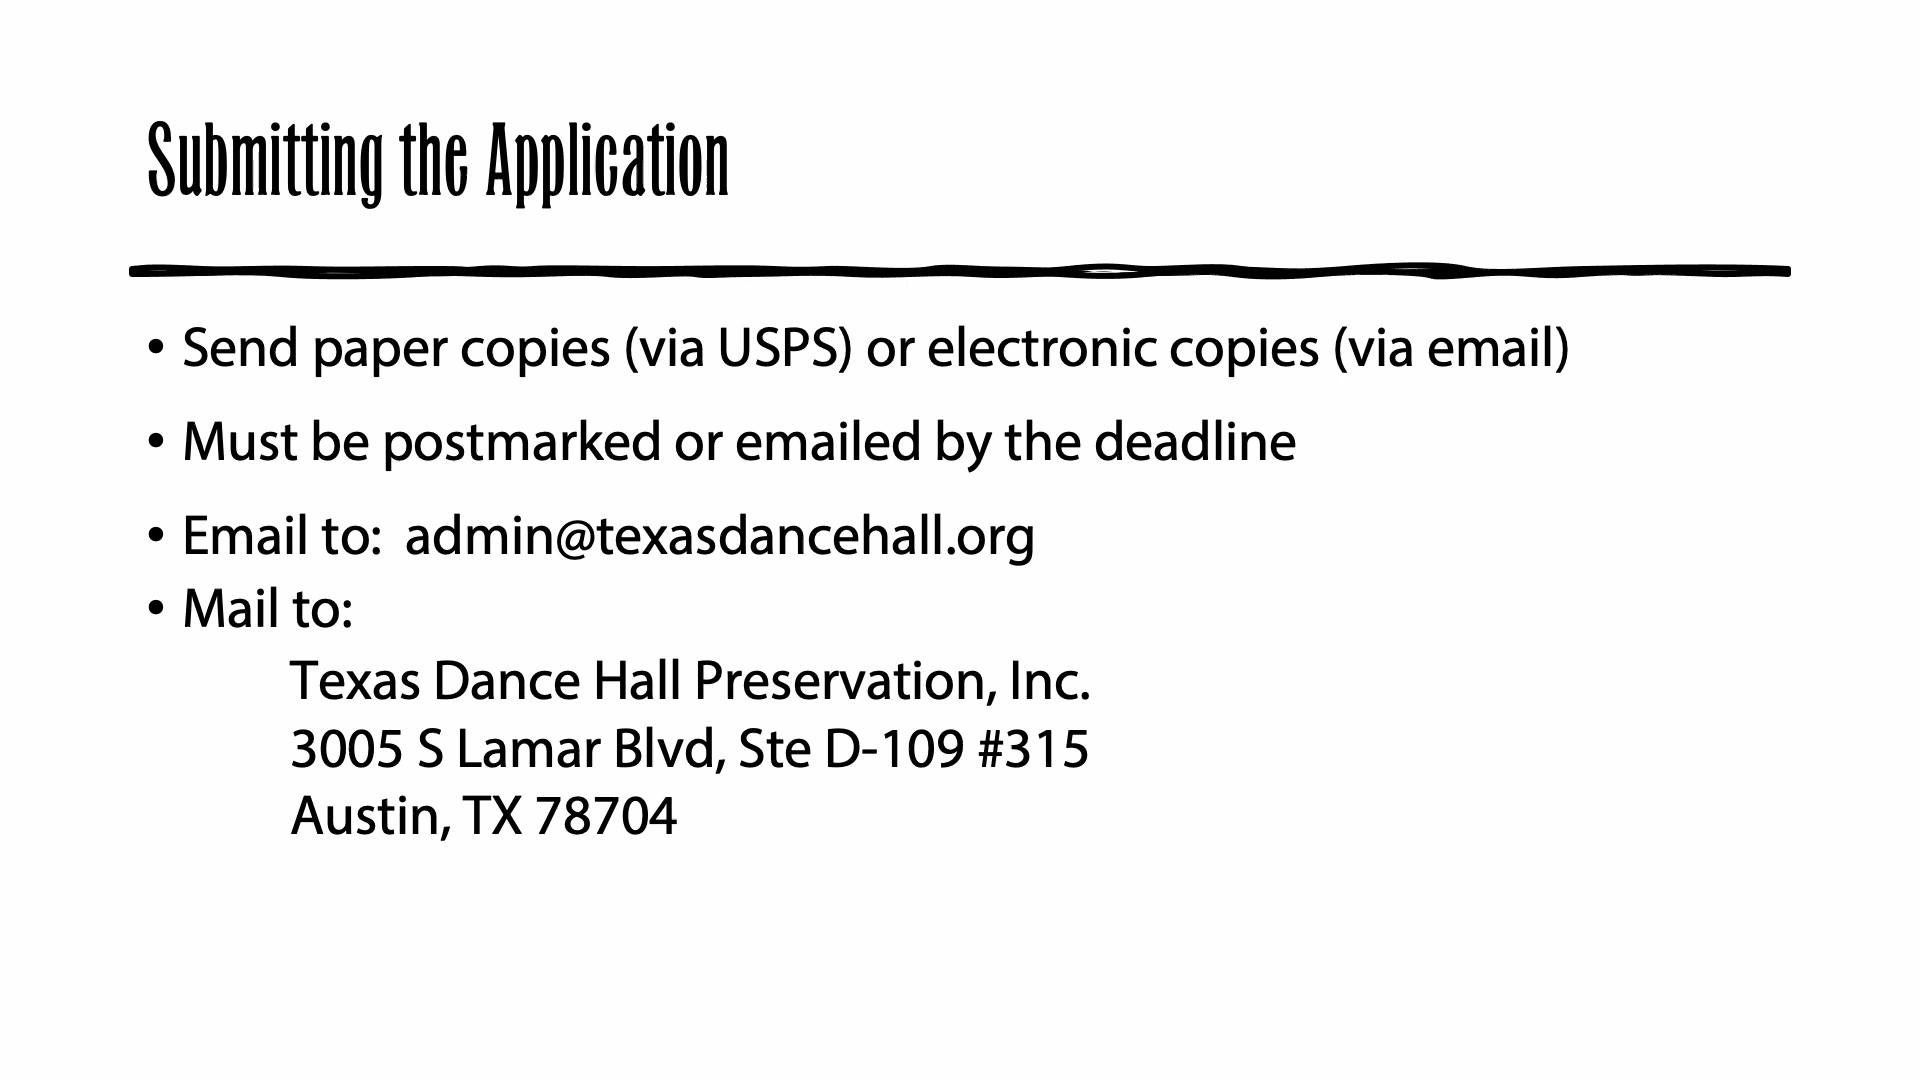 Submitting the Application
• Send paper copies (via USPS) or electronic copies (via email)
• Must be postmarked or emailed by the deadline
• Email to:  admin@texasdancehall.org
• Mail to:
Texas Dance Hall Preservation, Inc.
3005 S Lamar Blvd, Ste D-109 #315
Austin, TX 78704